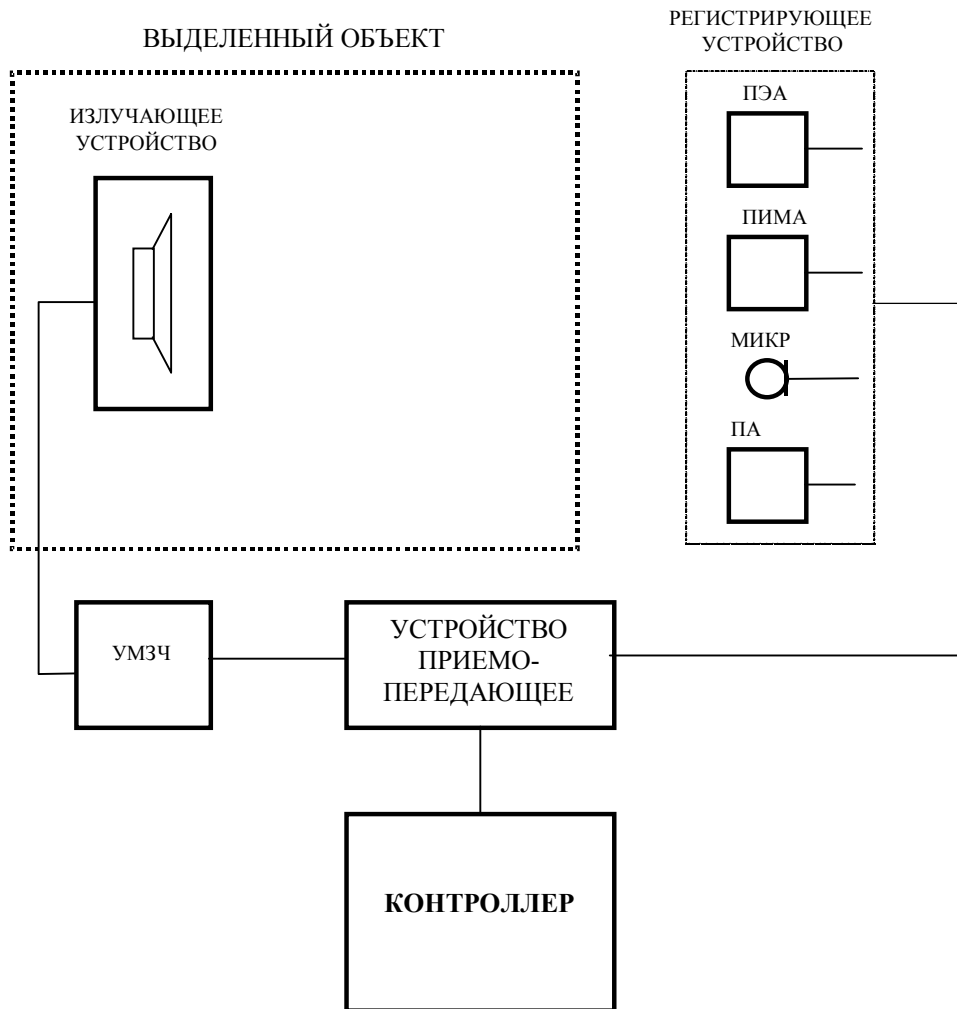 ВЫДЕЛЕННЫЙ ОБЪЕКТ
РЕГИСТРИРУЮЩЕЕ
УСТРОЙСТВО
ИЗЛУЧАЮЩЕЕ
УСТРОЙСТВО
ПЭА
ПИМА
МИКР
ПА
УМЗЧ
УСТРОЙСТВО
ПРИЕМО-
ПЕРЕДАЮЩЕЕ
КОНТРОЛЛЕР